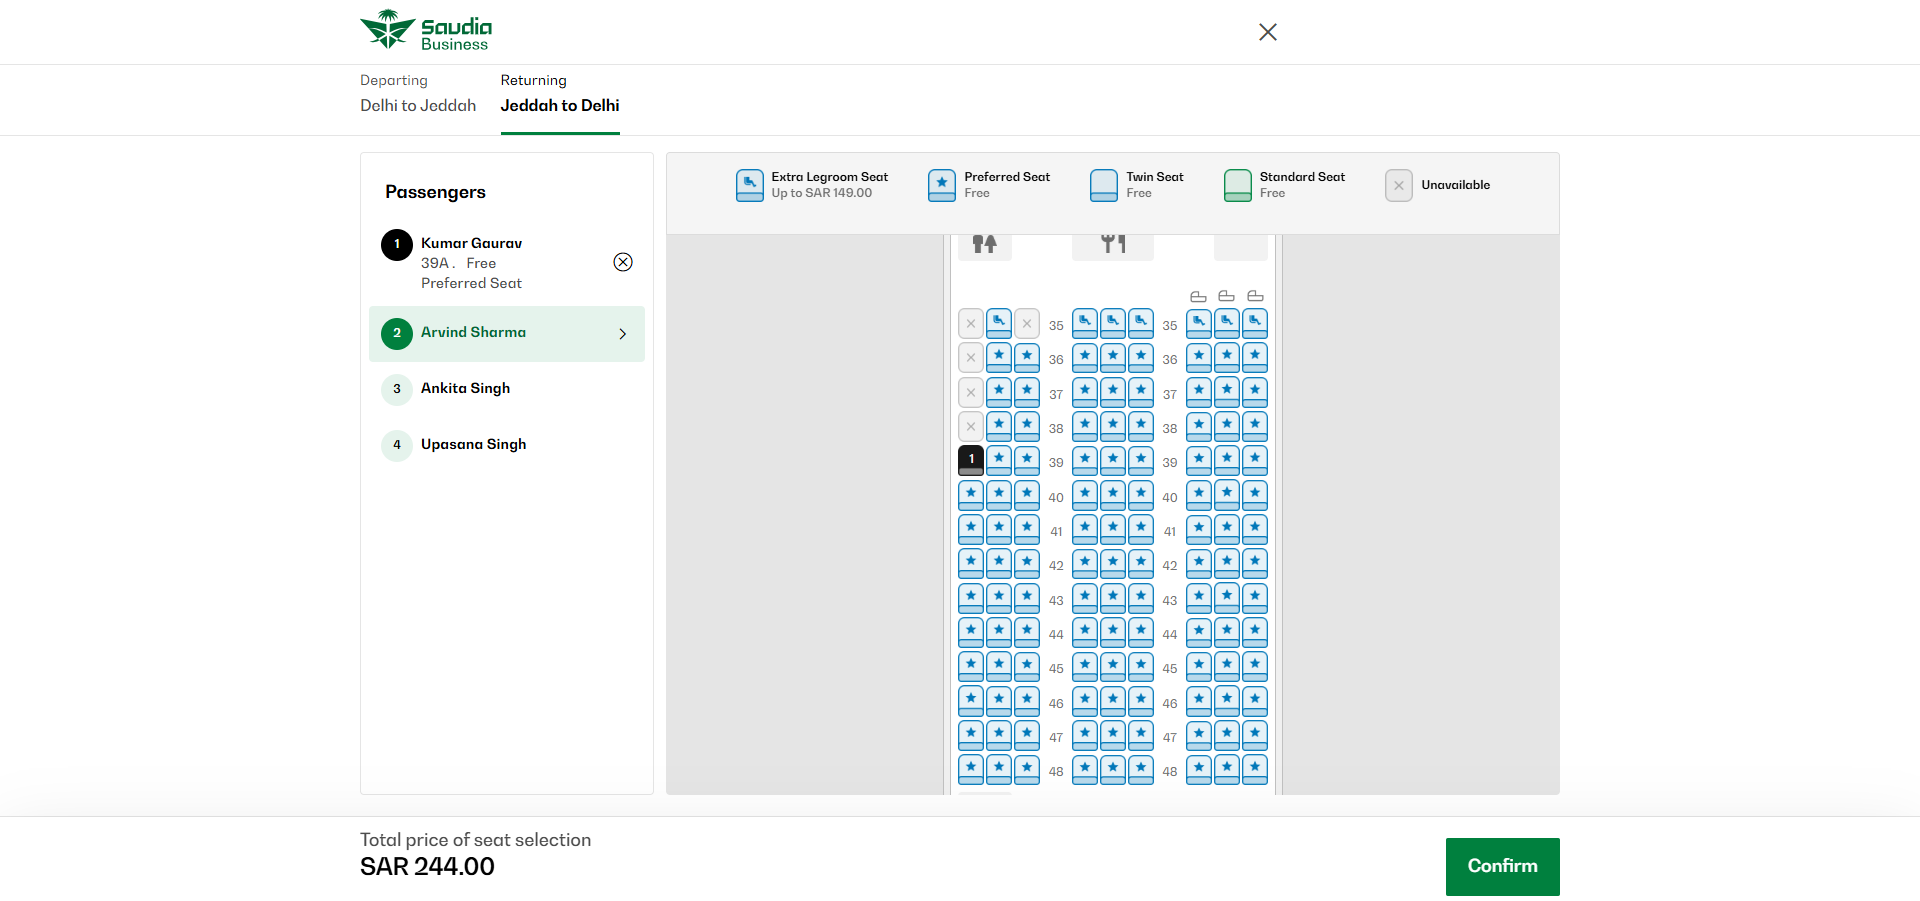 Saudia
Business
Departing
Delhi to Jeddah
Returning
Jeddah to Delhi
Passengers
1
Kumar Gaurav
39A. Free
Preferred Seat
2
Arvind Sharma
3
Ankita Singh
4
Upasana Singh
Extra Legroom Seat
Up to SAR 149.00
Preferred Seat
Free
Twin Seat
Free
Standard Seat
Free
Unavailable
35 35
36 36
37 37
38 38
1 39 39
40 40
41 41
42 42
43 43
44 44
45 45
46 46
47 47
48 48
Total price of seat selection
SAR 244.00
Confirm